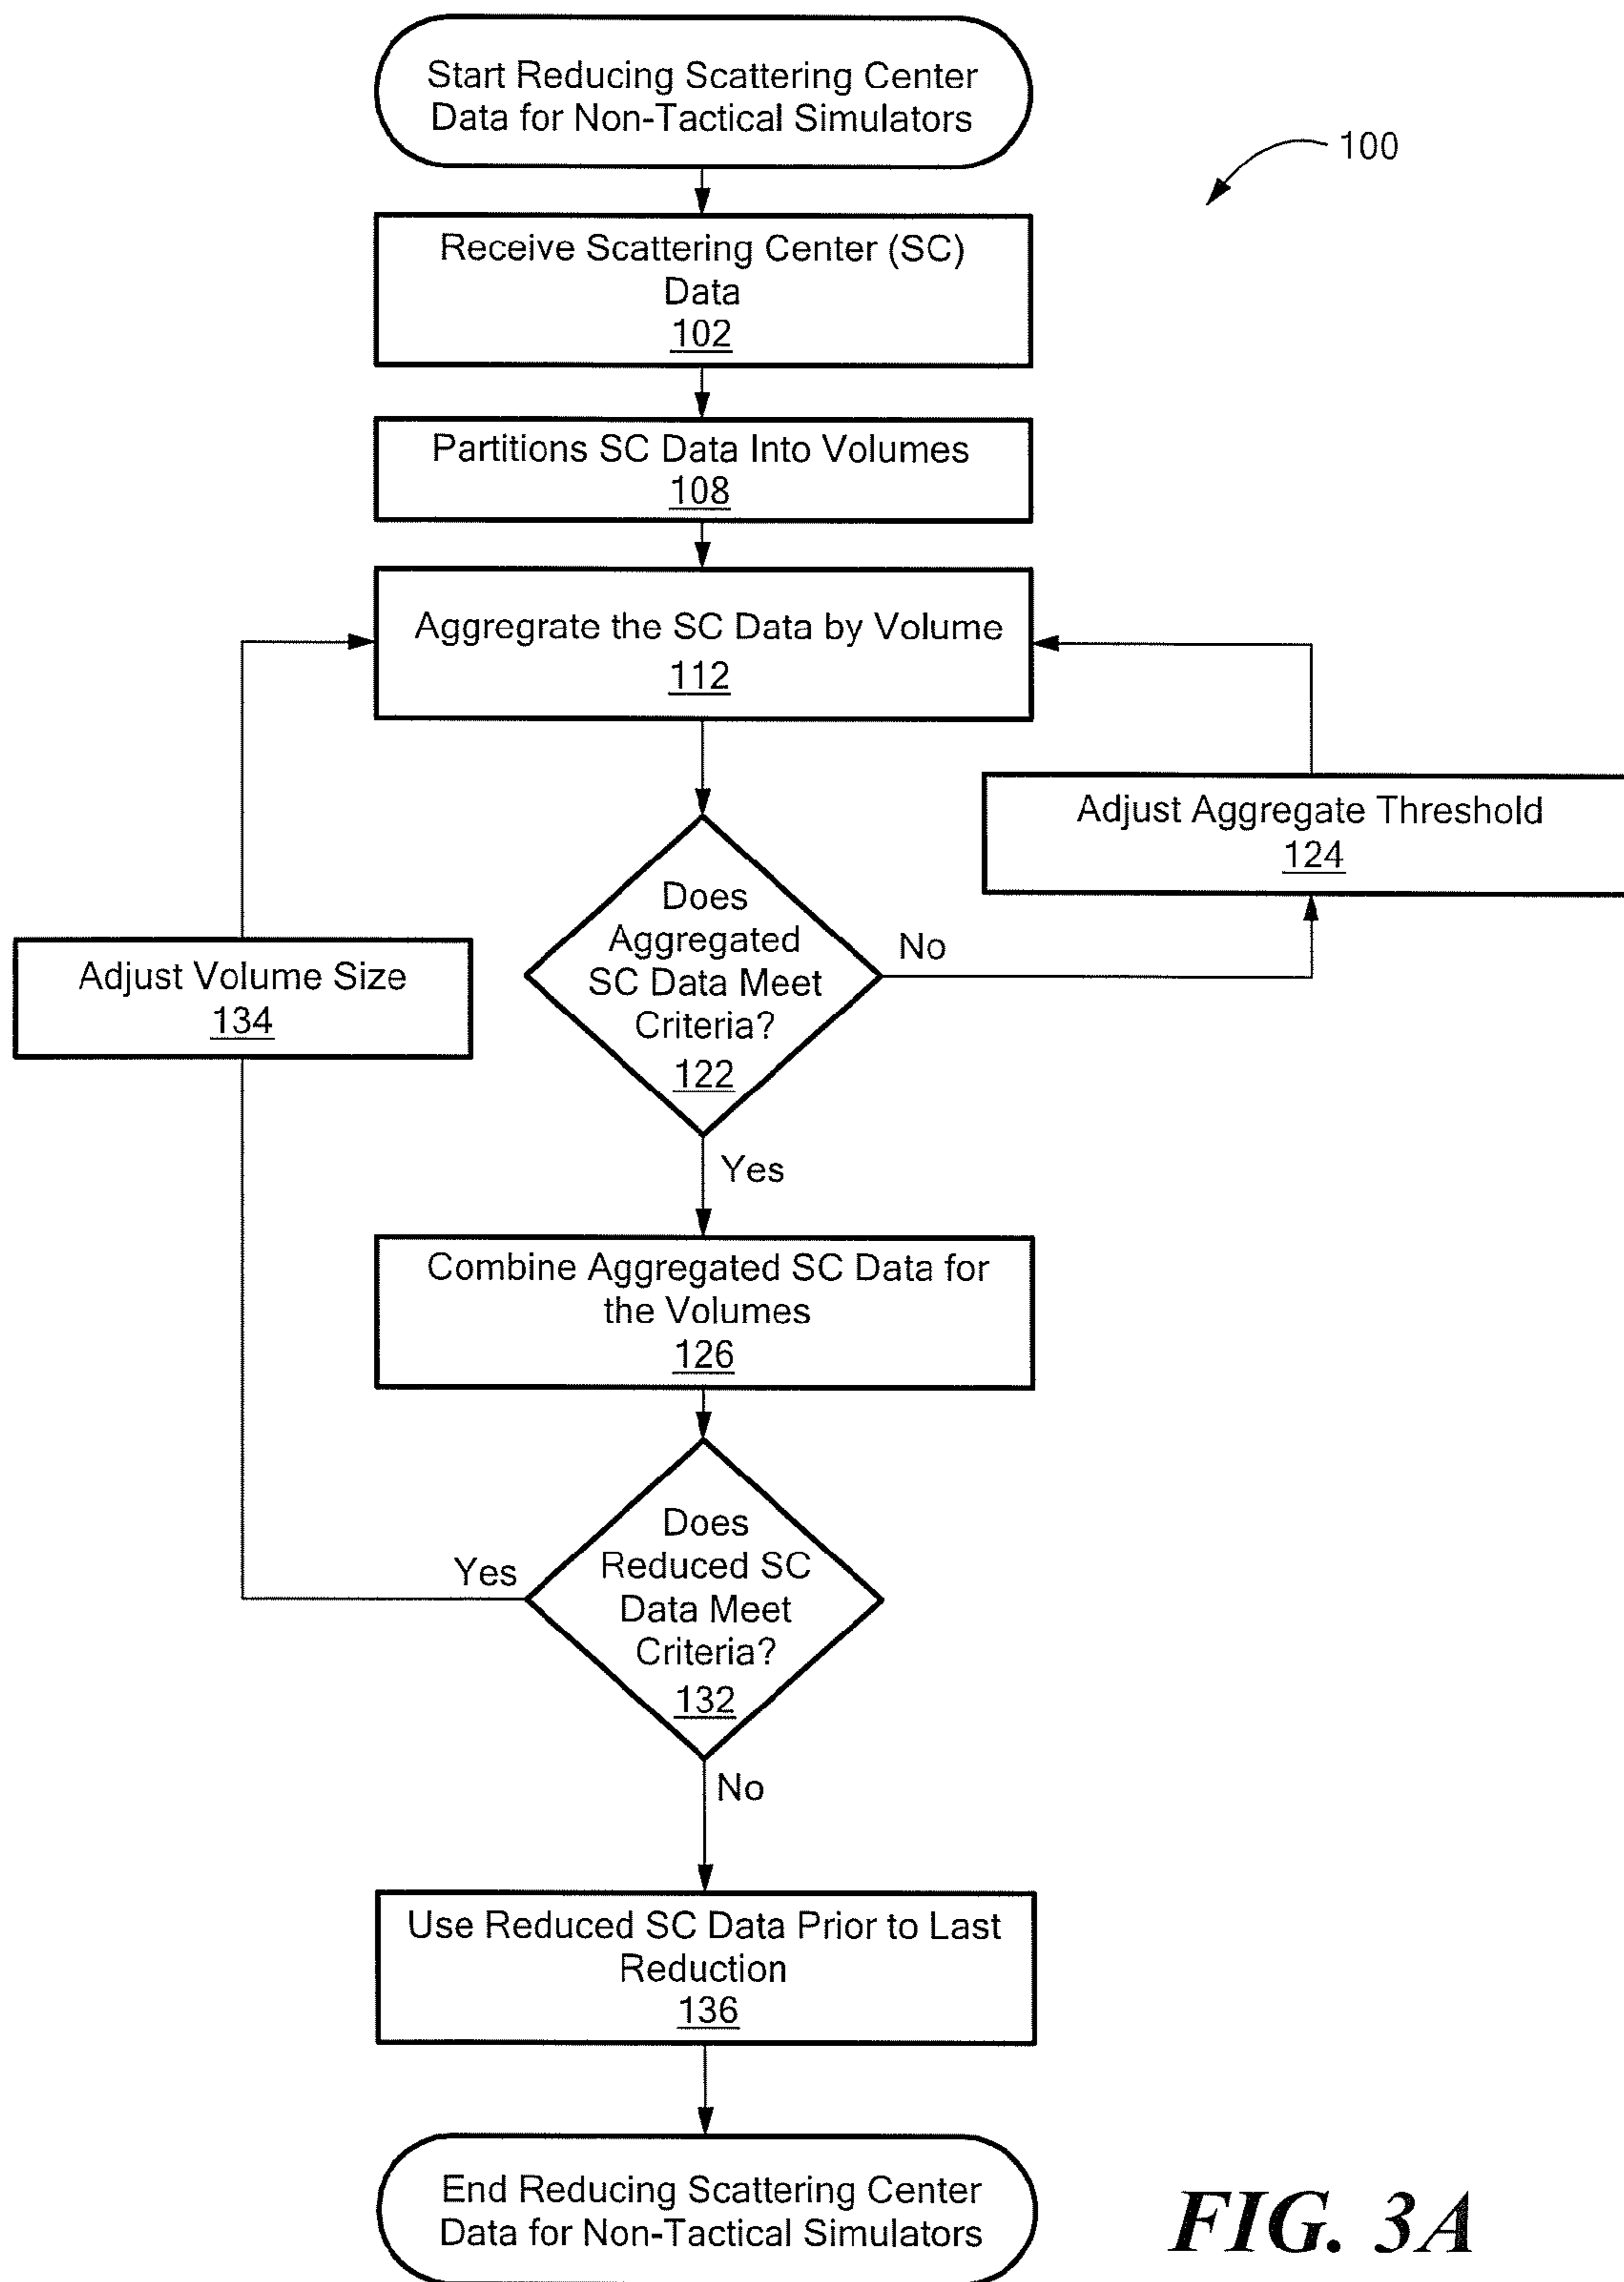 Start Reducing Scattering Center
Data for Non-Tactical Simulators
100
Receive Scattering Center (SC)
Data
102
Partitions SC Data Into Volumes
108
Aggregrate the SC Data by Volume
112
Adjust Aggregate Threshold
124
Does
Aggregated
SC Data Meet
Criteria?
122
No
Adjust Volume Size
134
Yes
Combine Aggregated SC Data for
the Volumes
126
Does
Reduced SC
Data Meet
Criteria?
132
Yes
No
Use Reduced SC Data Prior to Last
Reduction
136
End Reducing Scattering Center
Data for Non-Tactical Simulators
FIG. 3A